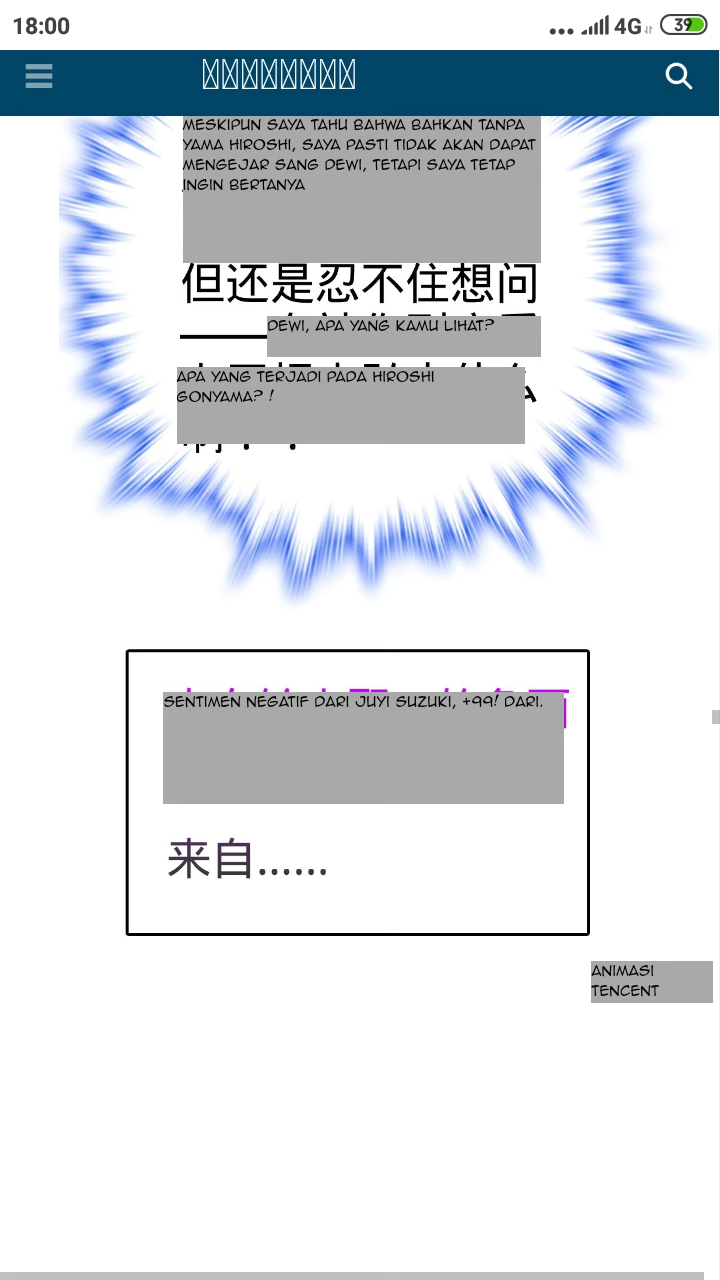 18:00
4G
39
MESKIPUN SAYA TAHU BAHWA BAHKAN TANPA
YAMA HIROSHI, SAYA PASTI TIDAK AKAN DAPAT
MENGEJAR SANG DEWI, TETAPI SAYA TETAP
INGIN BERTANYA
但还是忍不住想问
DEWI, APA YANG KAMU LIHAT?
APA YANG TERJADI PADA HIROSHI
GONYAMA? !
SENTIMEN NEGATIF DARI JUYI SUZUKI, +99! DARI.
来自......
ANIMASI
TENCENT